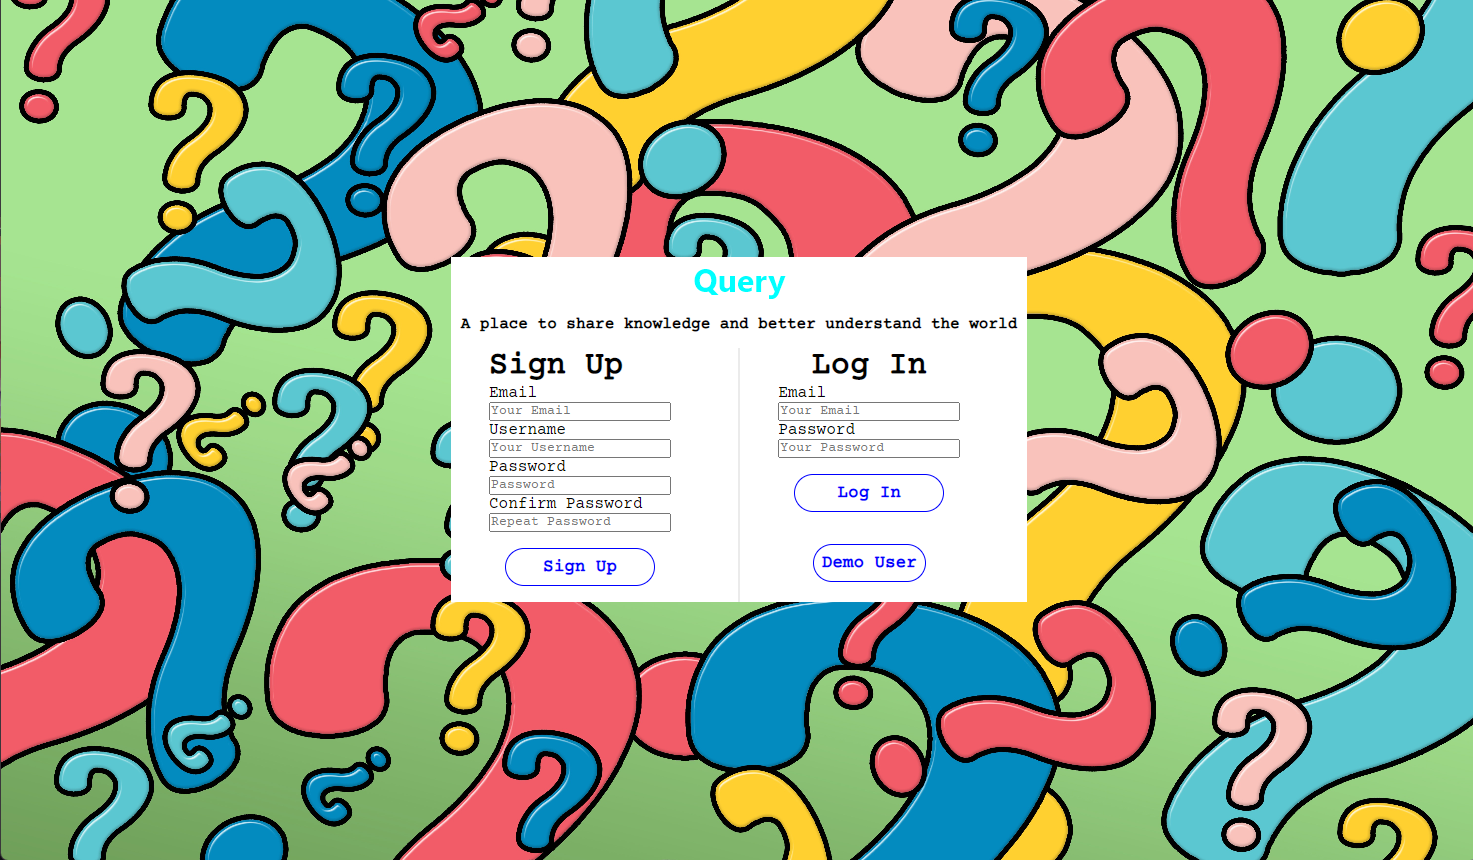 Query
A place to share knowledge and better understand the world
Sign Up
Email
Your Email
Username
Your Username
Password
Password
Confirm Password
Repeat Password
Sign Up
Log In
Email
Your Email
Password
Your Password
Log In
Demo User